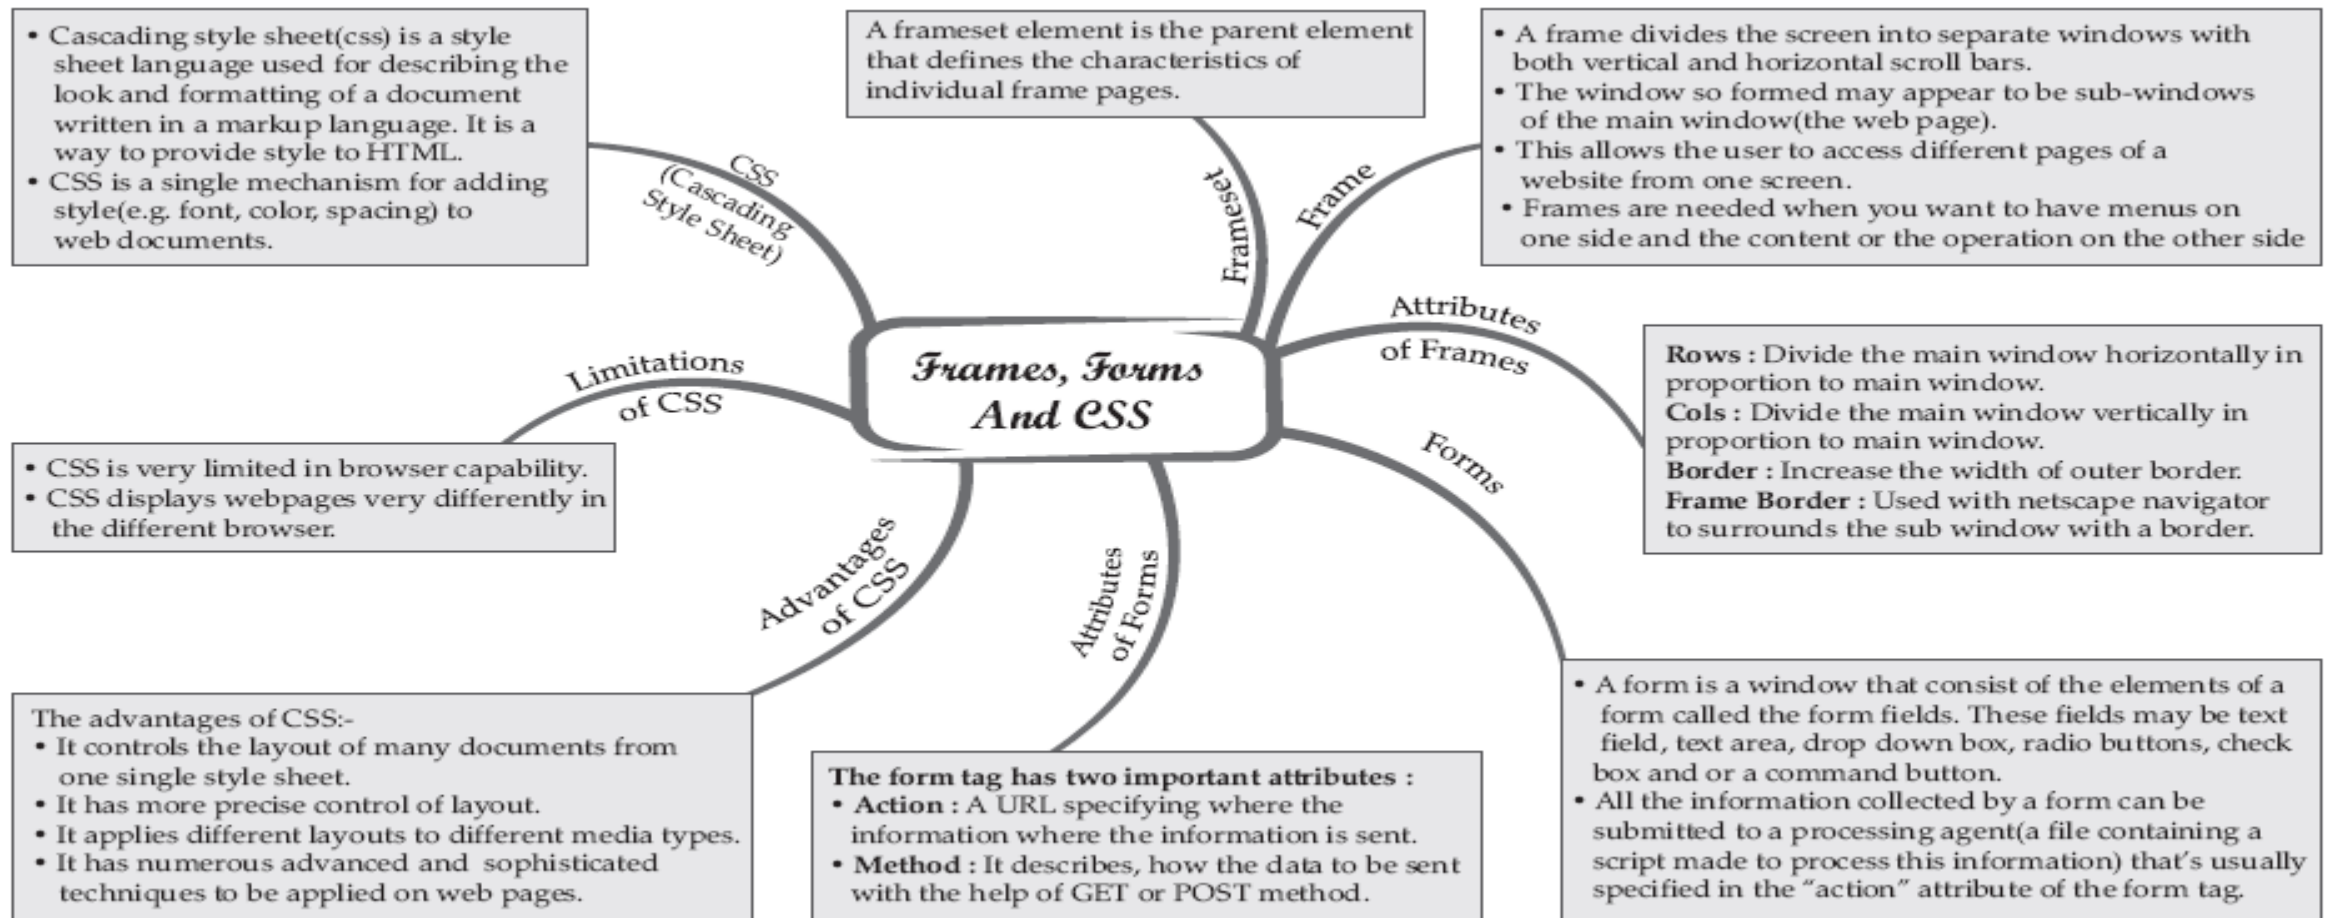 • Cascading style sheet(css) is a style
sheet language used for describing the
look and formatting of a document
written in a markup language. It is a
way to provide style to HTML.
• CSS is a single mechanism for adding
style(e.g. font, color, spacing) to
web documents.
CSS
(Cascading
Style Sheet)
A frameset element is the parent element
that defines the characteristics of
individual frame pages.
Frameset
Frame
• A frame divides the screen into separate windows with
both vertical and horizontal scroll bars.
• The window so formed may appear to be sub-windows
of the main window(the web page).
• This allows the user to access different pages of a
website from one screen.
• Frames are needed when you want to have menus on
one side and the content or the operation on the other side
Frames, Forms
And CSS
Attributes
of Frames
Rows : Divide the main window horizontally in
proportion to main window.
Cols : Divide the main window vertically in
proportion to main window.
Border : Increase the width of outer border.
Frame Border : Used with netscape navigator
to surrounds the sub window with a border.
Limitations
of CSS
• CSS is very limited in browser capability.
• CSS displays webpages very differently in
the different browser.
Forms
• A form is a window that consist of the elements of a
form called the form fields. These fields may be text
field, text area, drop down box, radio buttons, check
box and or a command button.
• All the information collected by a form can be
submitted to a processing agent(a file containing a
script made to process this information) that's usually
specified in the "action" attribute of the form tag.
Advantages
of CSS
The advantages of CSS:-
• It controls the layout of many documents from
one single style sheet.
• It has more precise control of layout.
• It applies different layouts to different media types.
• It has numerous advanced and sophisticated
techniques to be applied on web pages.
Attributes
of Forms
The form tag has two important attributes :
• Action : A URL specifying where the
information where the information is sent.
• Method : It describes, how the data to be sent
with the help of GET or POST method.